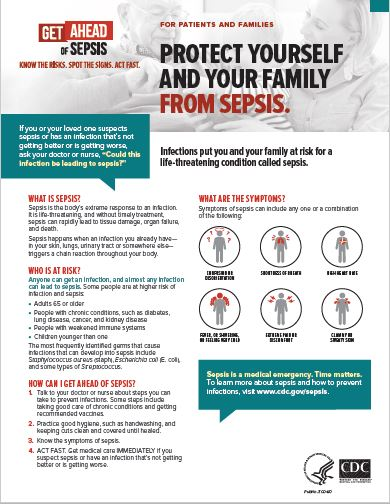 GET AHEAD
OF SEPSIS
KNOW THE RISKS. SPOT THE SIGNS. ACT FAST.
FOR PATIENTS AND FAMILIES
PROTECT YOURSELF
AND YOUR FAMILY
FROM SEPSIS.
If you or your loved one suspects
sepsis or has an infection that's not
getting better or is getting worse,
ask your doctor or nurse, "Could this
infection be leading to sepsis?"
Infections put you and your family at risk for a
life-threatening condition called sepsis.
WHAT IS SEPSIS?
Sepsis is the body's extreme response to an infection.
It is life-threatening, and without timely treatment,
sepsis can rapidly lead to tissue damage, organ failure,
and death.
Sepsis happens when an infection you already have—
in your skin, lungs, urinary tract or somewhere else—
triggers a chain reaction throughout your body.
WHO IS AT RISK?
Anyone can get an infection, and almost any infection
can lead to sepsis. Some people are at higher risk of
infection and sepsis:
• Adults 65 or older
• People with chronic conditions, such as diabetes,
lung disease, cancer, and kidney disease
• People with weakened immune systems
• Children younger than one
The most frequently identified germs that cause
infections that can develop into sepsis include
Staphylococcus aureus (staph), Escherichia coli (E. coli),
and some types of Streptococcus.
HOW CAN I GET AHEAD OF SEPSIS?
1. Talk to your doctor or nurse about steps you can
take to prevent infections. Some steps include
taking good care of chronic conditions and getting
recommended vaccines.
2. Practice good hygiene, such as handwashing, and
keeping cuts clean and covered until healed.
3. Know the symptoms of sepsis.
4. ACT FAST. Get medical care IMMEDIATELY if you
suspect sepsis or have an infection that's not getting
better or is getting worse.
WHAT ARE THE SYMPTOMS?
Symptoms of sepsis can include any one or a combination
of the following:
CONFUSION OR
DISORIENTATION
SHORTNESS OF BREATH
HIGH HEART RATE
FEVER, OR SHIVERING,
OR FEELING VERY COLD
EXTREME PAIN OR
DISCOMFORT
CLAMMY OR
SWEATY SKIN
Sepsis is a medical emergency. Time matters.
To learn more about sepsis and how to prevent
infections, visit www.cdc.gov/sepsis.
CDC